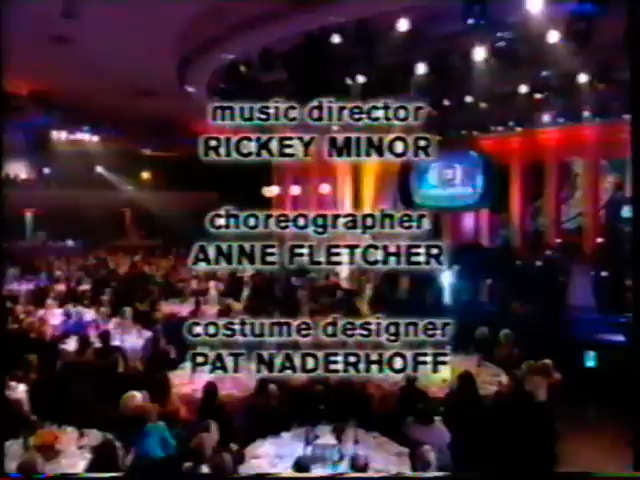 music director
RICKEY MINOR
choreographer
ANNE FLETCHER
costume designer
PAT NADERHOFF